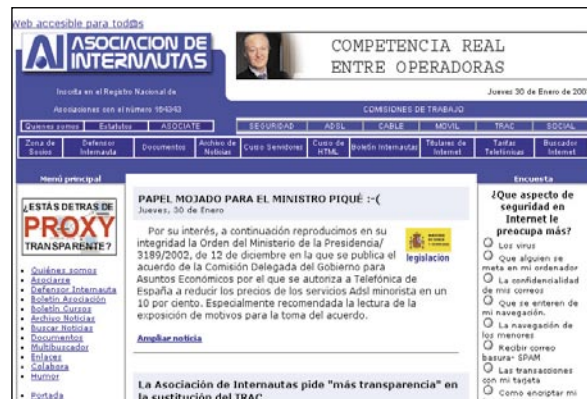 Web accesible para tod@s
AI ASOCIACION DE
INTERNAUTAS
COMPETENCIA REAL
ENTRE OPERADORAS
Inscrita en el Registro Nacional de
Asociaciones con el número 164343
Jueves 30 de Enero de 200
COMISIONES DE TRABAJO
Quienes somos Estatutos ASOCIATE SEGURIDAD ADSL CABLE MOVIL TRAC SOCIAL
Zona de Socios Defensor Internauta Documentos Archivo de Noticias Curso Servidores Curso de HTML Boletín Internautas Titulares de Internet Tarifas Telefónicas Buscador Internet
Menú principal
¿ESTÁS DETRAS DE
PROXY
TRANSPARENTE?
Quiénes somos
Asociarse
Defensor Internauta
Boletín Asociación
Boletín Cursos
Archivo Noticias
Buscar Noticias
Documentos
Multibuscador
Enlaces
Colabora
Humor
Portada
PAPEL MOJADO PARA EL MINISTRO PIQUÉ :-(
Jueves, 30 de Enero
Por su interés, a continuación reproducimos en su
integridad la Orden del Ministerio de la Presidencia/
3189/2002, de 12 de diciembre en la que se publica el
acuerdo de la Comisión Delegada del Gobierno para
Asuntos Económicos por el que se autoriza a Telefónica de
España a reducir los precios de los servicios Adsl minorista en un
10 por ciento. Especialmente recomendada la lectura de la
exposición de motivos para la toma del acuerdo.
legislacion
Ampliar noticia
La Asociación de Internautas pide "más transparencia" en
la sustitución del TRAC
Encuesta
¿Que aspecto de
seguridad en
Internet le
preocupa más?
Los virus
Que alguien se
meta en mi ordenador
La confidencialidad
de mis correos
Que se enteren de
mi navegación.
La navegación de
los menores
Recibir correo
basura- SPAM
Las transacciones
con mi tarjeta
Como encriptar mi